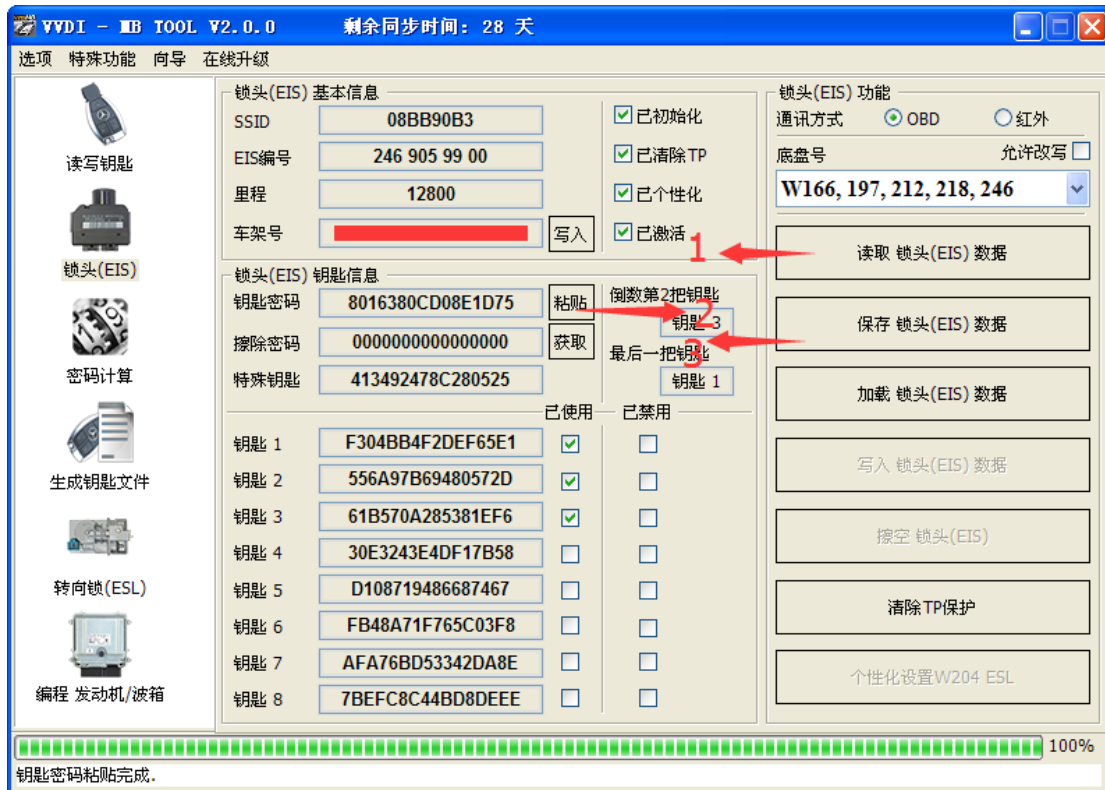 VVDI - MB TOOL V2.0.0 剩余同步时间: 28 天
选项 特殊功能 向导 在线升级
读写钥匙
锁头(EIS)
密码计算
生成钥匙文件
转向锁(ESL)
编程 发动机/波箱
锁头(EIS) 基本信息
SSID 08BB90B3 已初始化
EIS编号 246 905 99 00 已清除TP
里程 12800 已个性化
车架号 写入 已激活
1
锁头(EIS) 钥匙信息
钥匙密码 8016380CD08E1D75 粘贴 倒数第2把钥匙
2
钥匙 3
擦除密码 0000000000000000 获取 最后一把钥匙
3
特殊钥匙 413492478C280525 钥匙 1
已使用 已禁用
钥匙 1 F304BB4F2DEF65E1
钥匙 2 556A97B69480572D
钥匙 3 61B570A285381EF6
钥匙 4 30E3243E4DF17B58
钥匙 5 D108719486687467
钥匙 6 FB48A71F765C03F8
钥匙 7 AFA76BD53342DA8E
钥匙 8 7BEFC8C44BD8DEEE
锁头(EIS) 功能
通讯方式 OBD 红外
底盘号 允许改写
W166, 197, 212, 218, 246
读取 锁头(EIS) 数据
保存 锁头(EIS) 数据
加载 锁头(EIS) 数据
写入 锁头(EIS) 数据
擦空 锁头(EIS)
清除TP保护
个性化设置W204 ESL
100%
钥匙密码粘贴完成.